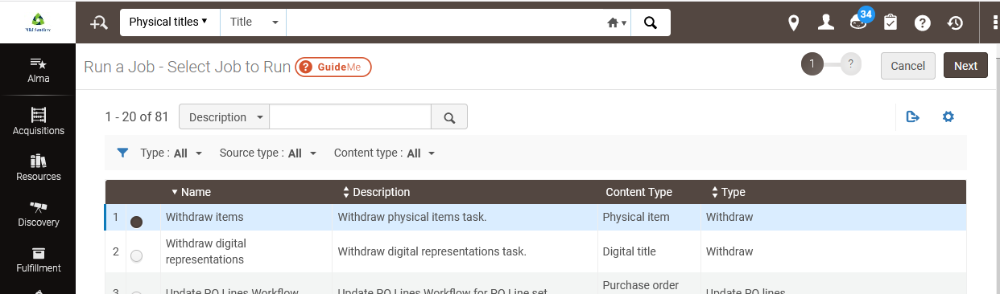 Physical titles
Title
34
?
Alma
Acquisitions
Resources
Discovery
Fulfillment
Run a Job - Select Job to Run
? GuideMe
1
?
Cancel
Next
1 - 20 of 81
Description
Type : All
Source type : All
Content type : All
Name Description Content Type Type
1 Withdraw items Withdraw physical items task. Physical item Withdraw
2 Withdraw digital representations Withdraw digital representations task. Digital title Withdraw
3 Update PO Lines Workflow Update PO Lines Workflow for PO Line set Purchase order Update PO lines